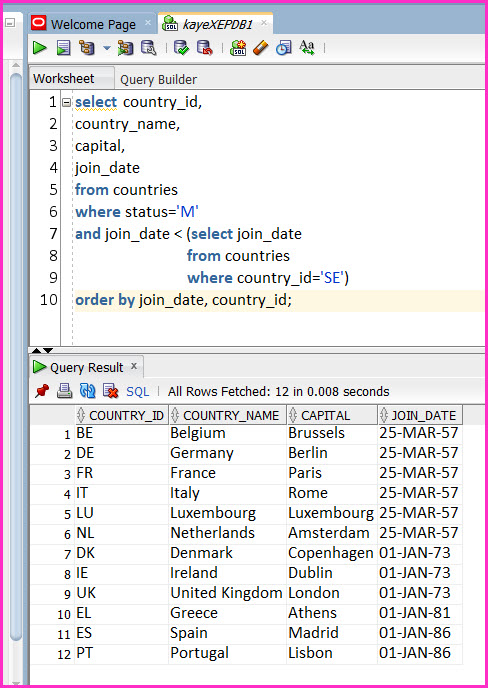 Welcome Page × kayeXEPDB1 ×
SQL Aa
Worksheet Query Builder
1 select country_id,
2 country_name,
3 capital,
4 join_date
5 from countries
6 where status='M'
7 and join_date < (select join_date
8 from countries
9 where country_id='SE')
10 order by join_date, country_id;
Query Result ×
SQL | All Rows Fetched: 12 in 0.008 seconds
COUNTRY_ID COUNTRY_NAME CAPITAL JOIN_DATE
1 BE Belgium Brussels 25-MAR-57
2 DE Germany Berlin 25-MAR-57
3 FR France Paris 25-MAR-57
4 IT Italy Rome 25-MAR-57
5 LU Luxembourg Luxembourg 25-MAR-57
6 NL Netherlands Amsterdam 25-MAR-57
7 DK Denmark Copenhagen 01-JAN-73
8 IE Ireland Dublin 01-JAN-73
9 UK United Kingdom London 01-JAN-73
10 EL Greece Athens 01-JAN-81
11 ES Spain Madrid 01-JAN-86
12 PT Portugal Lisbon 01-JAN-86